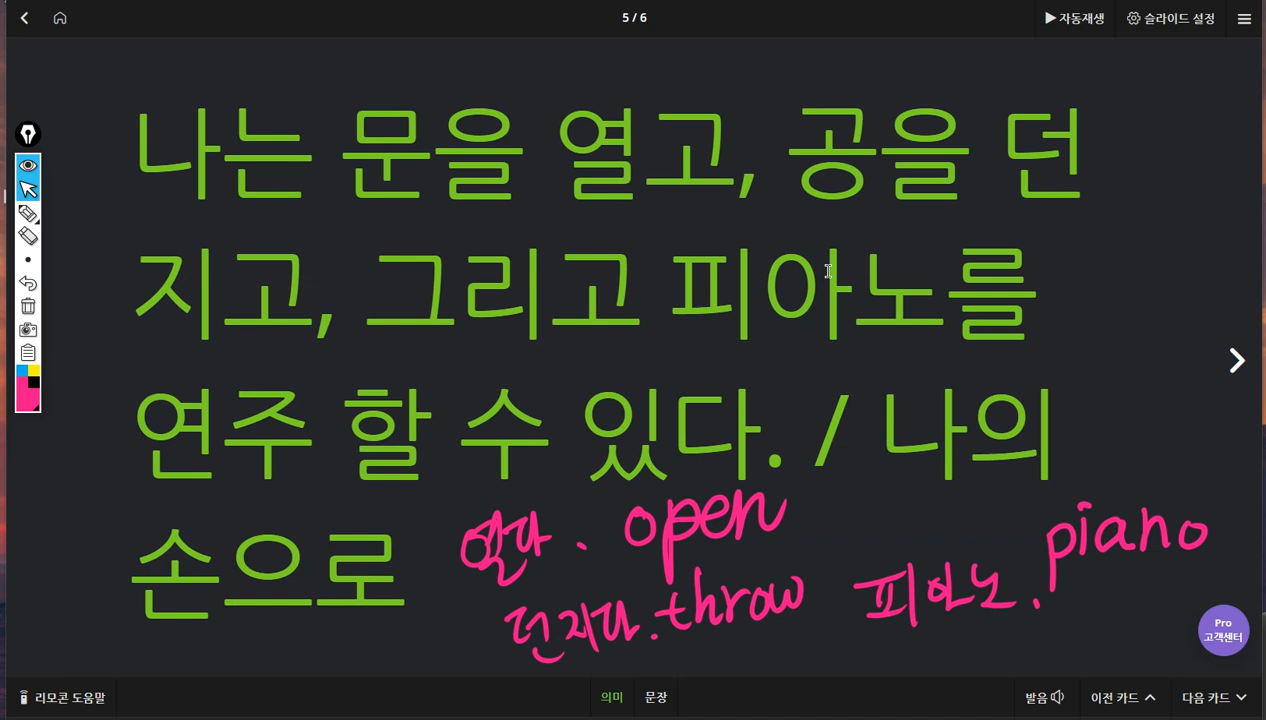 5 / 6
▶자동재생
슬라이드 설정
나는 문을 열고, 공을 던
지고, 그리고 피아노를
연주 할 수 있다. / 나의
손으로
열다. open
던지다. throw
피아노. piano
Pro
고객센터
리모콘 도움말
의미
문장
발음
이전 카드
다음 카드